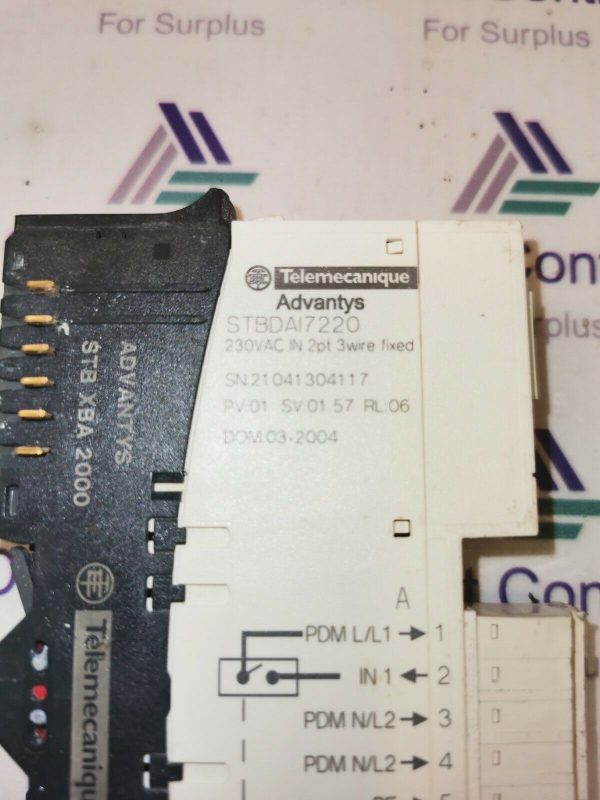 For Surplus
For Surplus
Telemecanique
Advantys
STBDAI7220
230VAC IN 2pt 3wire fixed
SN:21041304117
PV:01 SV:01.57 RL:06
DOM:03-2004
ADVANTYS
STB XBA 2000
Telemecanique
A
PDM L/L1 → 1
IN 1 ← 2
PDM N/L2 → 3
PDM N/L2 → 4